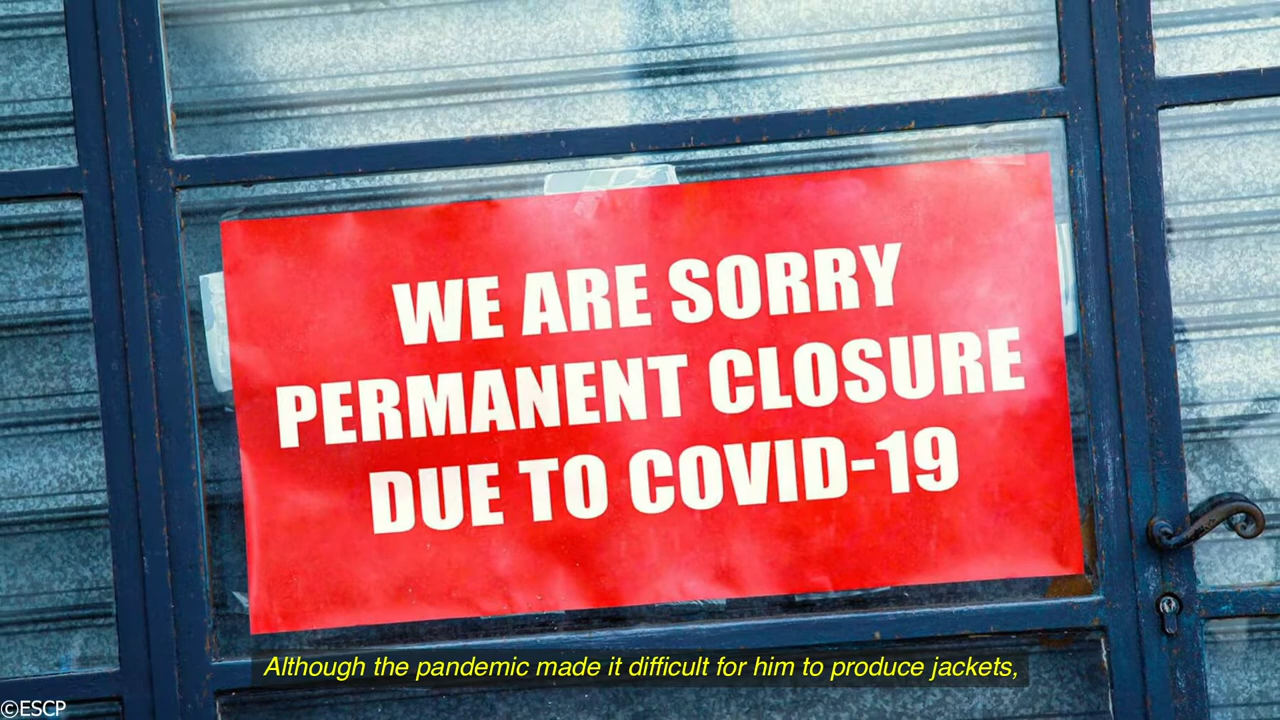 WE ARE SORRY
PERMANENT CLOSURE
DUE TO COVID-19
Although the pandemic made it difficult for him to produce jackets,
©ESCP